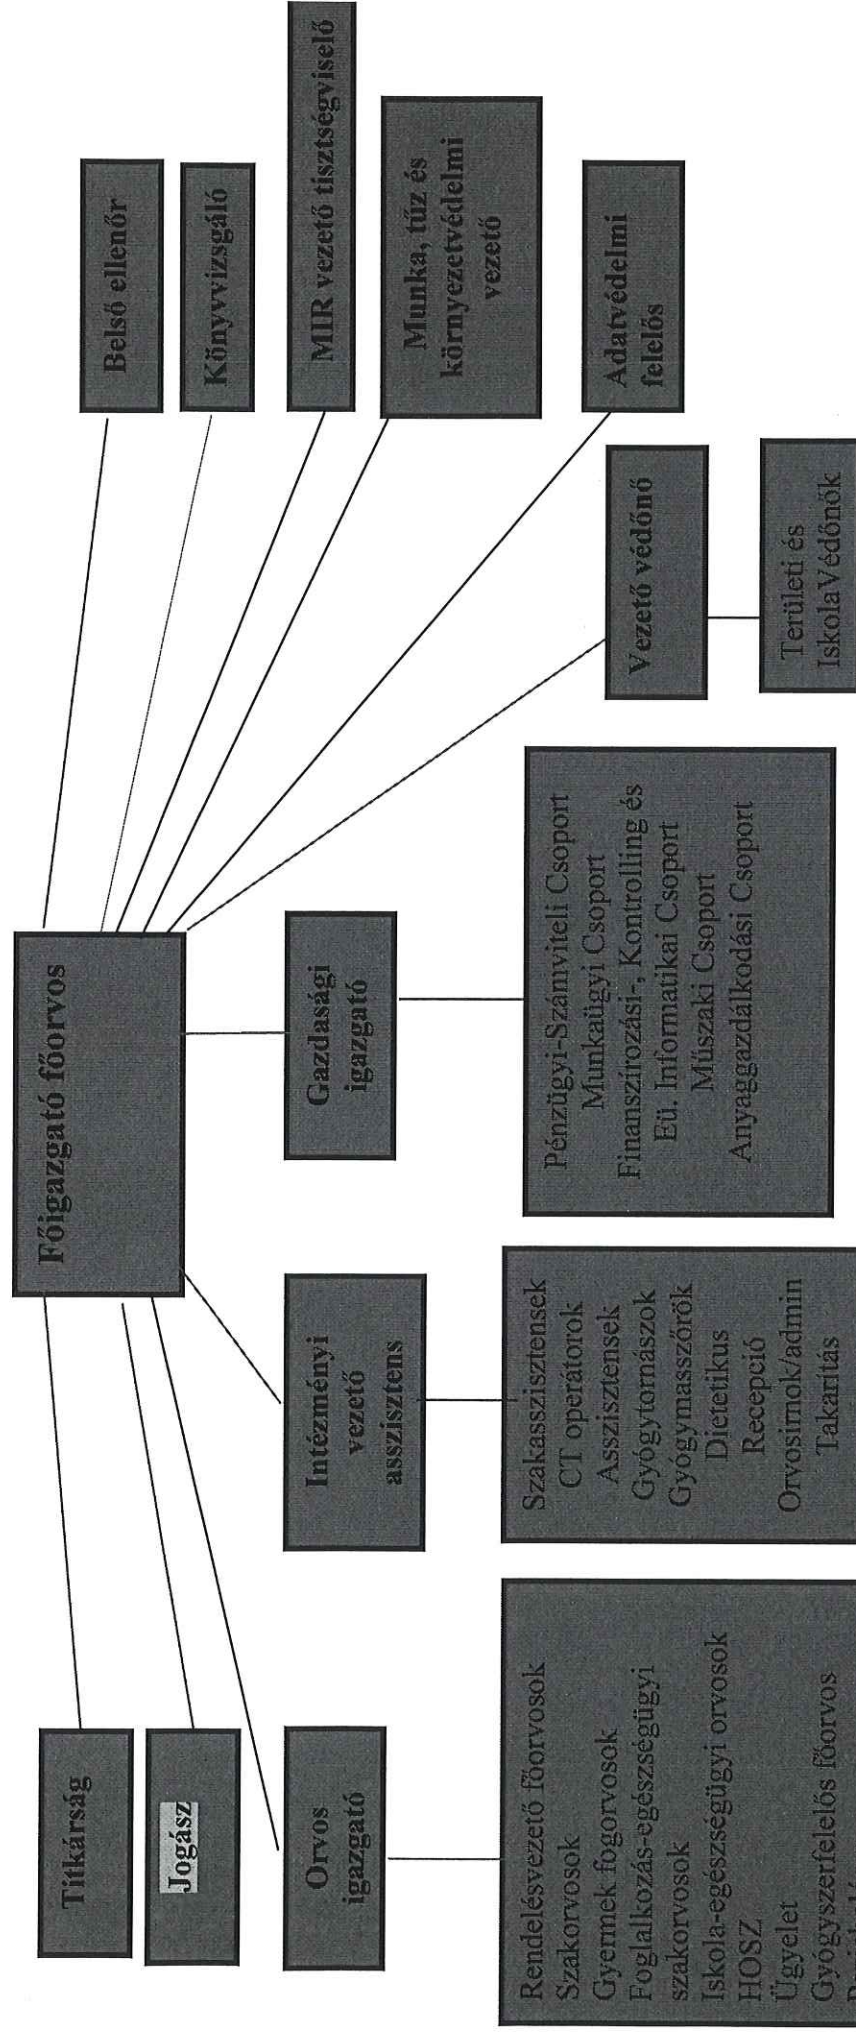 Főigazgató főorvos
Titkárság
Jogász
Orvos
igazgató
Rendelésvezető főorvosok
Szakorvosok
Gyermek fogorvosok
Foglalkozás-egészségügyi
szakorvosok
Iskola-egészségügyi orvosok
HOSZ
Ügyelet
Gyógyszerfelelős főorvos
Intézményi
vezető
asszisztens
Szakasszisztensek
CT operátorok
Asszisztensek
Gyógytornászok
Gyógymasszőrök
Dietetikus
Recepció
Orvosirnok/admin
Takarítás
Gazdasági
igazgató
Pénzügyi-Számviteli Csoport
Munkaügyi Csoport
Finanszírozási-, Kontrolling és
Eü. Informatikai Csoport
Műszaki Csoport
Anyaggazdálkodási Csoport
Belső ellenőr
Könyvvizsgáló
MIR vezető tisztségviselő
Munka, tűz és
környezetvédelmi
vezető
Adatvédelmi
felelős
Vezető védőnő
Területi és
IskolaVédőnők